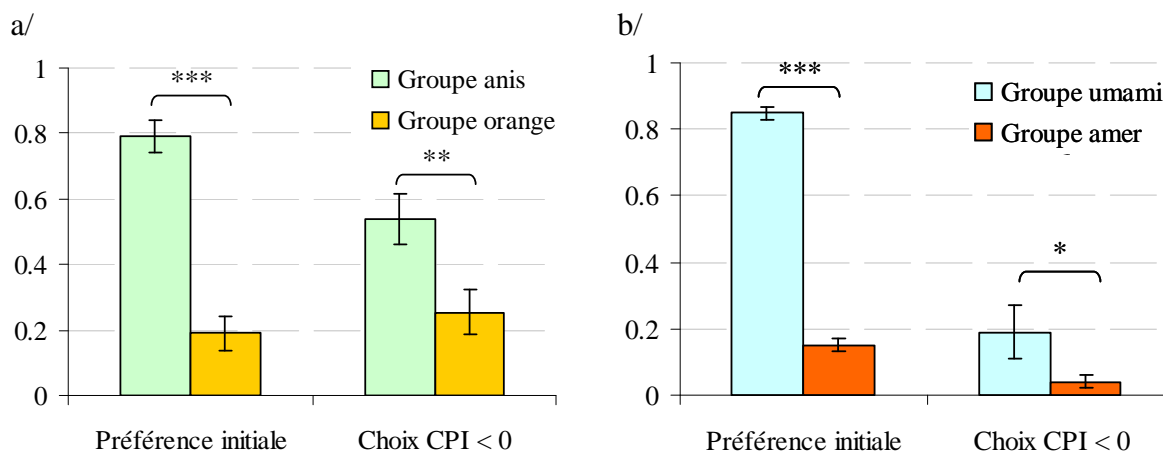 a/
1
0.8
0.6
0.4
0.2
0
***
**
Groupe anis
Groupe orange
Préférence initiale
Choix CPI < 0
b/
1
0.8
0.6
0.4
0.2
0
***
*
Groupe umami
Groupe amer
Préférence initiale
Choix CPI < 0